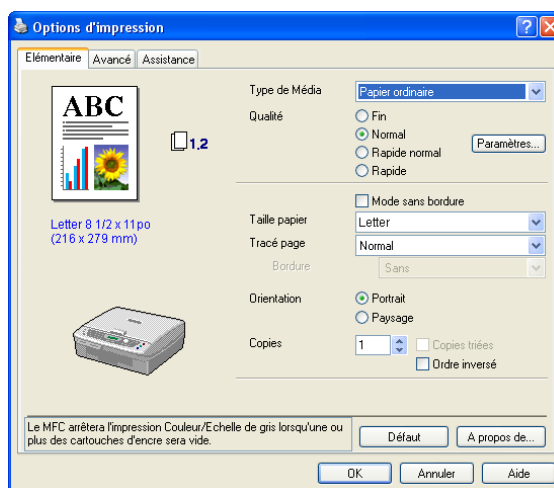 Options d'impression
Elémentaire Avancé Assistance
ABC
1,2
Letter 8 1/2 x 11po
(216 x 279 mm)
Type de Média Papier ordinaire
Qualité Fin
Normal
Rapide normal
Rapide
Paramètres...
Mode sans bordure
Taille papier Letter
Tracé page Normal
Bordure Sans
Orientation Portrait
Paysage
Copies 1 Copies triées
Ordre inversé
Le MFC arrêtera l'impression Couleur/Echelle de gris lorsqu'une ou
plus des cartouches d'encre sera vide.
Défaut A propos de...
OK Annuler Aide